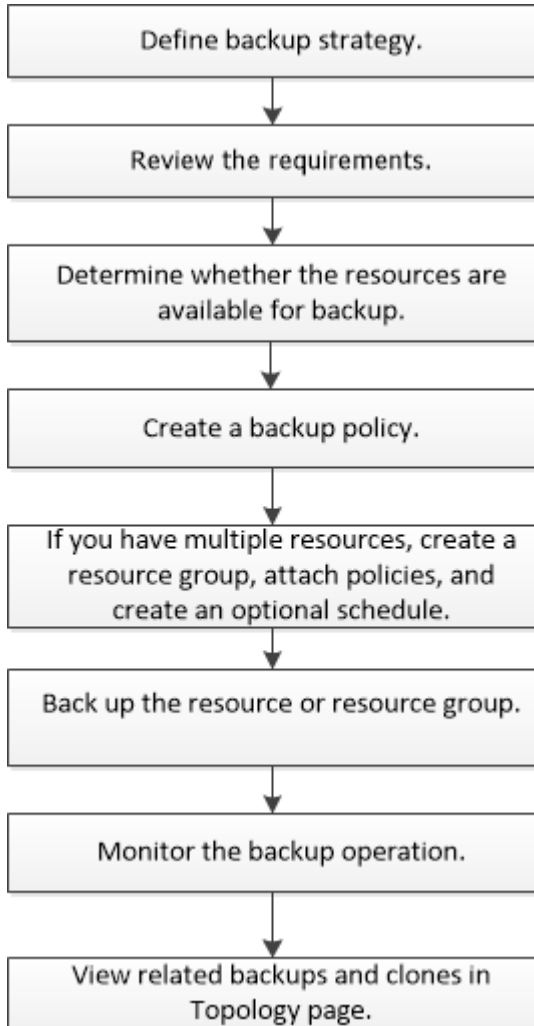 Define backup strategy.
Review the requirements.
Determine whether the resources are
available for backup.
Create a backup policy.
If you have multiple resources, create a
resource group, attach policies, and
create an optional schedule.
Back up the resource or resource group.
Monitor the backup operation.
View related backups and clones in
Topology page.